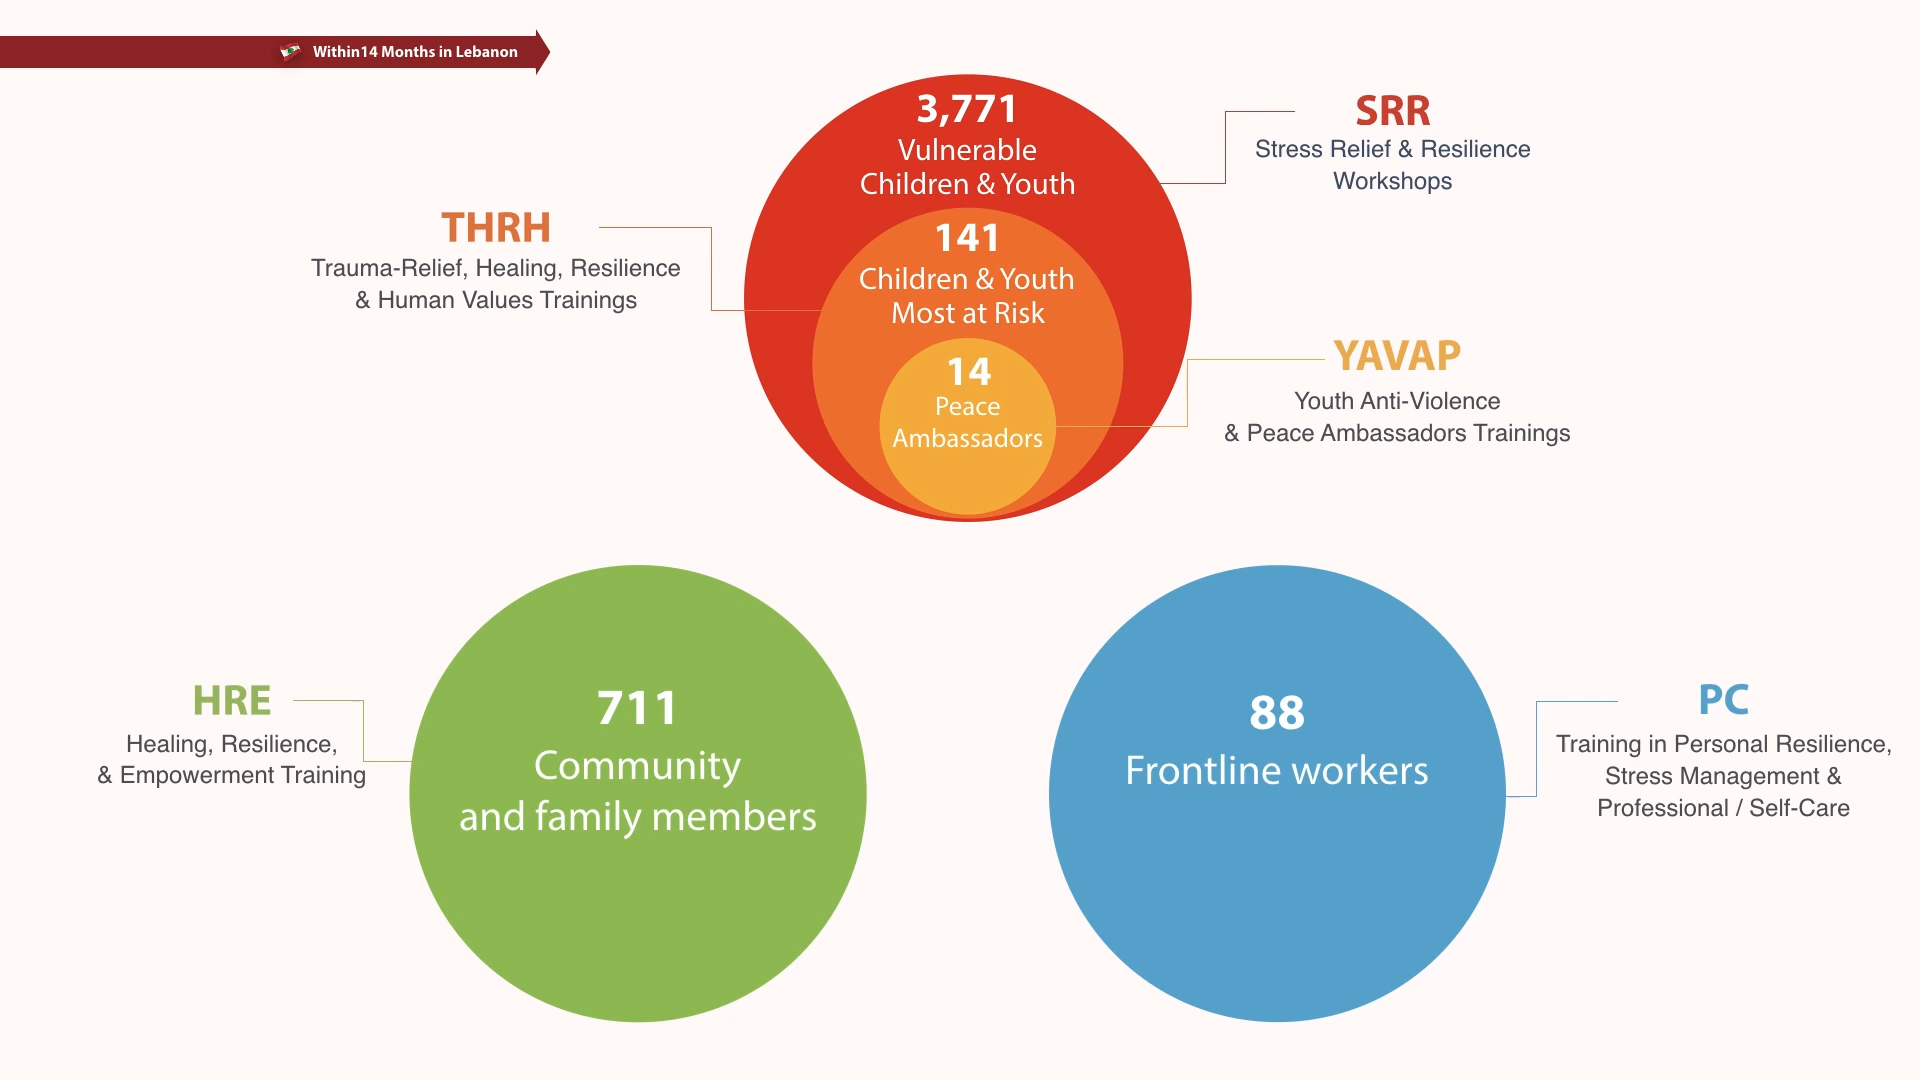 Within14 Months in Lebanon
3,771
Vulnerable
Children & Youth
SRR
Stress Relief & Resilience
Workshops
THRH
Trauma-Relief, Healing, Resilience
& Human Values Trainings
141
Children & Youth
Most at Risk
14
Peace
Ambassadors
YAVAP
Youth Anti-Violence
& Peace Ambassadors Trainings
HRE
Healing, Resilience,
& Empowerment Training
711
Community
and family members
88
Frontline workers
PC
Training in Personal Resilience,
Stress Management &
Professional / Self-Care